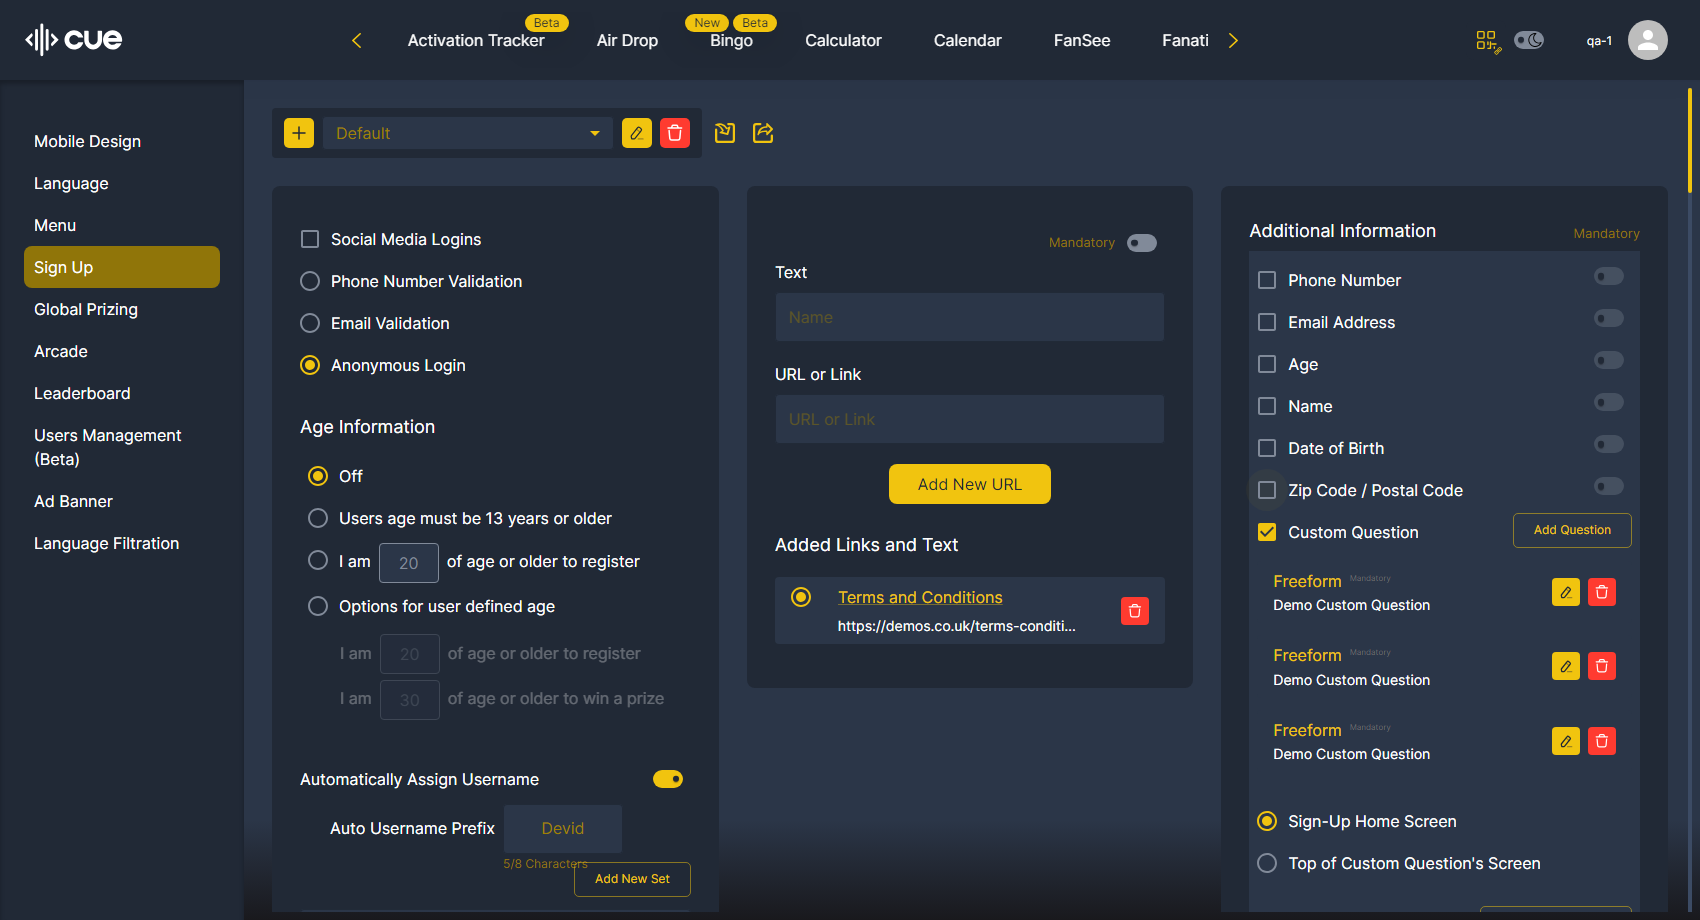 cue
Beta
New
Beta
Activation Tracker
Air Drop
Bingo
Calculator
Calendar
FanSee
Fanati
qa-1
Mobile Design
Language
Menu
Sign Up
Global Prizing
Arcade
Leaderboard
Users Management
(Beta)
Ad Banner
Language Filtration
Default
Social Media Logins
Phone Number Validation
Email Validation
Anonymous Login
Age Information
Off
Users age must be 13 years or older
I am 20 of age or older to register
Options for user defined age
I am 20 of age or older to register
I am 30 of age or older to win a prize
Automatically Assign Username
Auto Username Prefix Devid
5/8 Characters
Add New Set
Mandatory
Text
Name
URL or Link
URL or Link
Add New URL
Added Links and Text
Terms and Conditions
https://demos.co.uk/terms-conditi...
Additional Information Mandatory
Phone Number
Email Address
Age
Name
Date of Birth
Zip Code / Postal Code
Custom Question Add Question
Freeform Mandatory
Demo Custom Question
Freeform Mandatory
Demo Custom Question
Freeform Mandatory
Demo Custom Question
Sign-Up Home Screen
Top of Custom Question's Screen